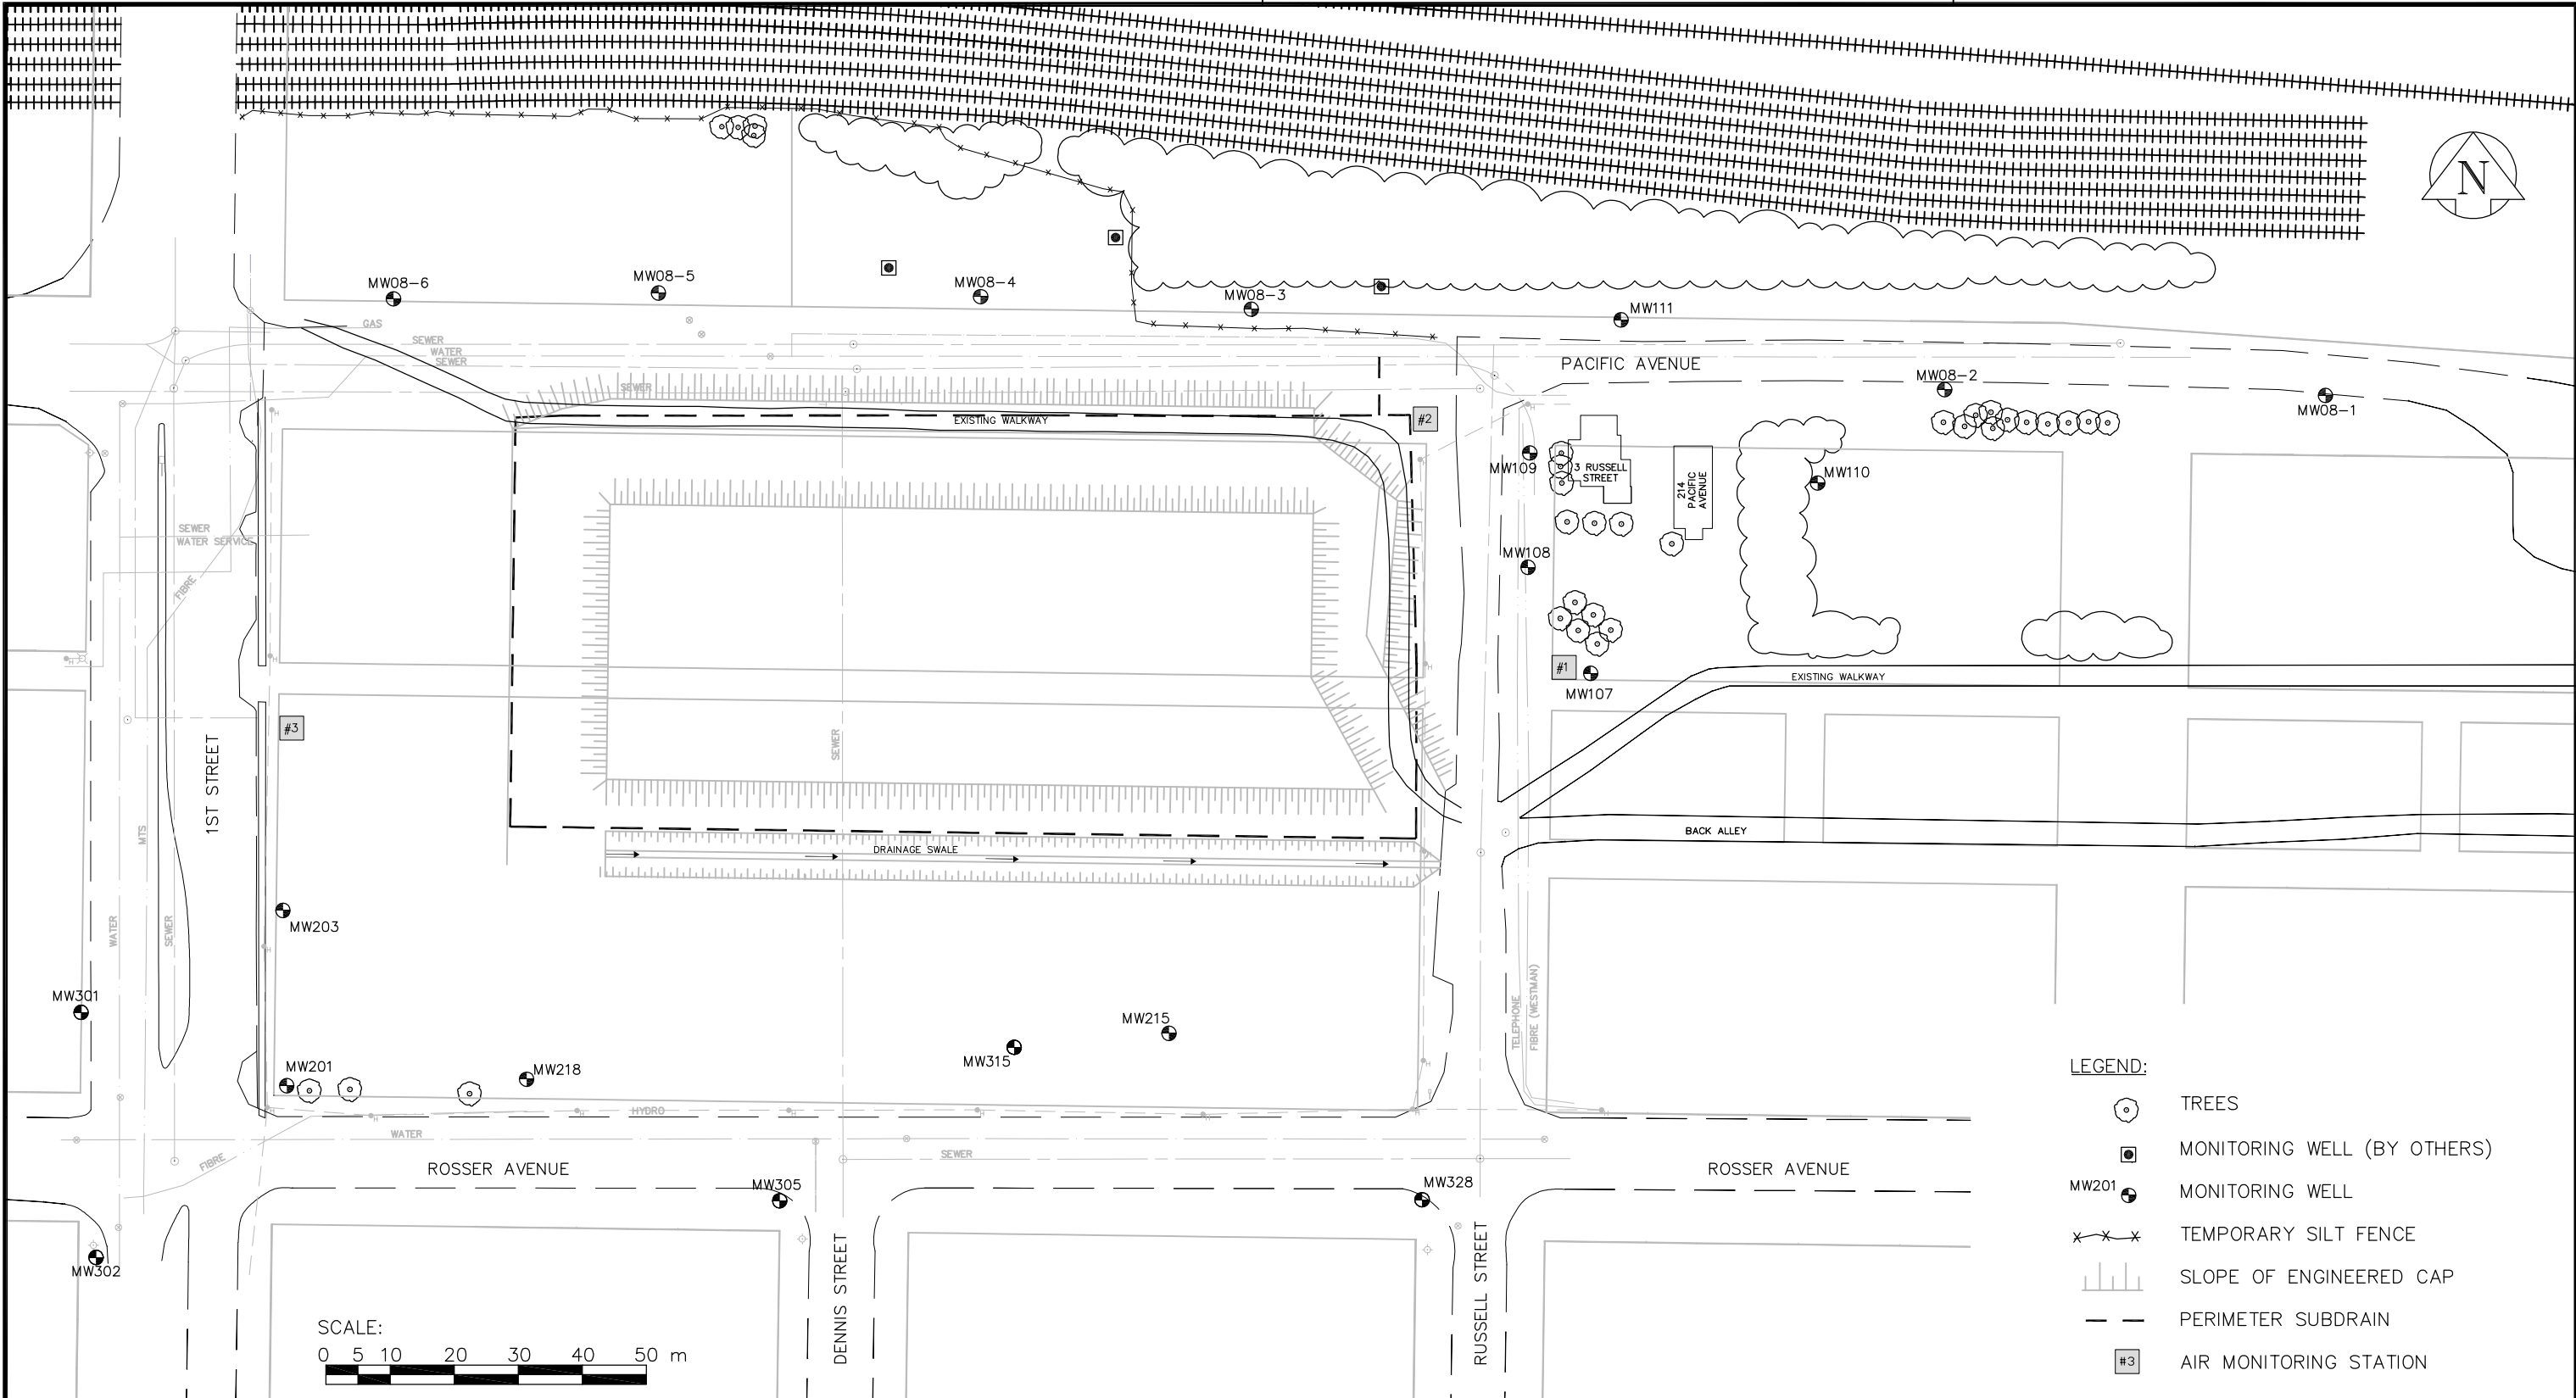 N
MW08-6
MW08-5
MW08-4
MW08-3
MW111
GAS
SEWER
WATER
SEWER
PACIFIC AVENUE
SEWER
MW08-2
MW08-1
EXISTING WALKWAY
#2
MW109
3 RUSSELL
STREET
214
PACIFIC
AVENUE
MW110
SEWER
WATER SERVICE
FIBRE
MW108
#1
MW107
EXISTING WALKWAY
#3
1ST STREET
SEWER
MTS
BACK ALLEY
DRAINAGE SWALE
WATER
SEWER
MW203
MW301
TELEPHONE
FIBRE (WESTMAN)
MW215
MW315
MW201
MW218
HYDRO
WATER
FIBRE
SEWER
ROSSER AVENUE
ROSSER AVENUE
MW305
MW328
MW302
DENNIS STREET
RUSSELL STREET
SCALE:
0 5 10 20 30 40 50 m
LEGEND:
TREES
MONITORING WELL (BY OTHERS)
MW201 MONITORING WELL
TEMPORARY SILT FENCE
SLOPE OF ENGINEERED CAP
PERIMETER SUBDRAIN
#3 AIR MONITORING STATION